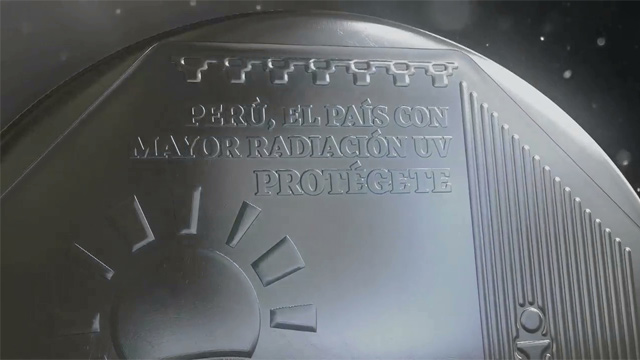 PERÚ, EL PAÍS CON
MAYOR RADIACIÓN UV
PROTÉGETE